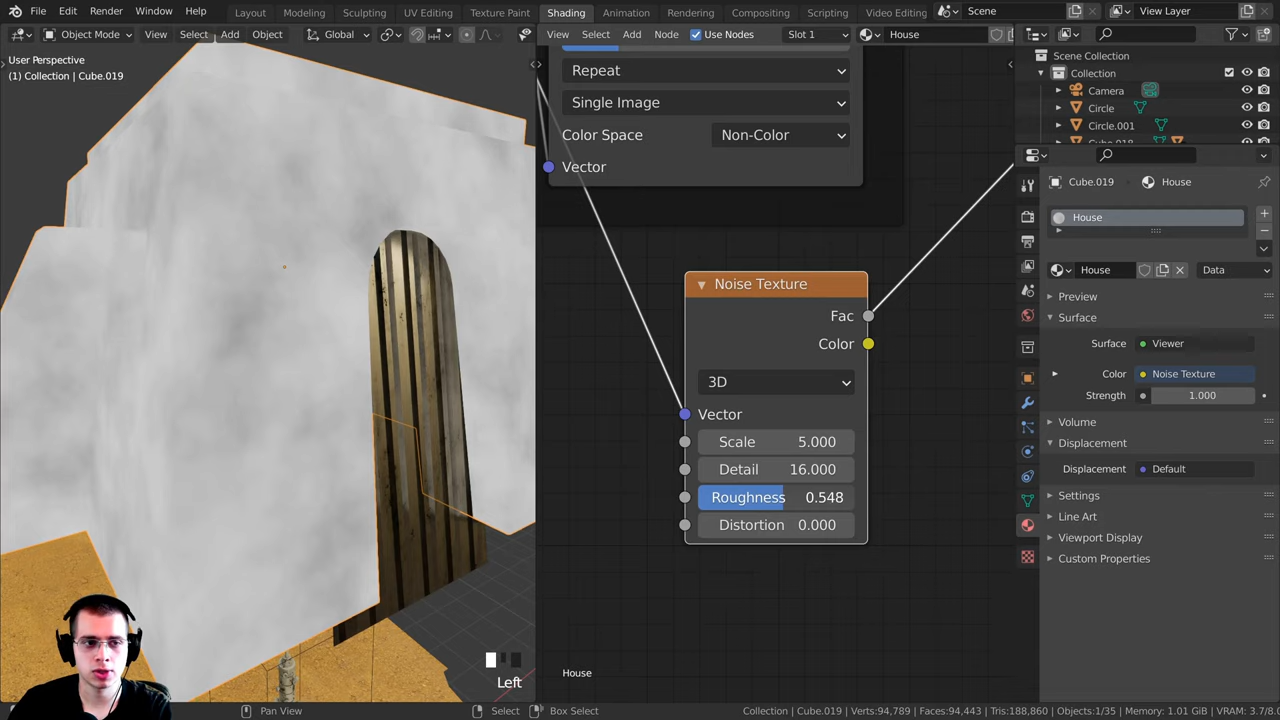 File Edit Render Window Help Layout Modeling Sculpting UV Editing Texture Paint Shading Animation Rendering Compositing Scripting Video Editing Scene View Layer
Object Mode View Select Add Object Global View Select Add Node Use Nodes Slot 1 House
User Perspective
(1) Collection | Cube.019
Repeat
Single Image
Color Space Non-Color
Vector
Noise Texture
Fac
Color
3D
Vector
Scale 5.000
Detail 16.000
Roughness 0.548
Distortion 0.000
House
Left
Scene Collection
Collection
Camera
Circle
Circle.001
Cube.018
Cube.019 House
House
House Data
Preview
Surface
Surface Viewer
Color Noise Texture
Strength 1.000
Volume
Displacement
Displacement Default
Settings
Line Art
Viewport Display
Custom Properties
Pan View Select Box Select Collection | Cube.019 | Verts:94,789 | Faces:94,443 | Tris:188,860 | Objects:1/35 | Memory: 1.01 GiB | VRAM: 3.7/8.0